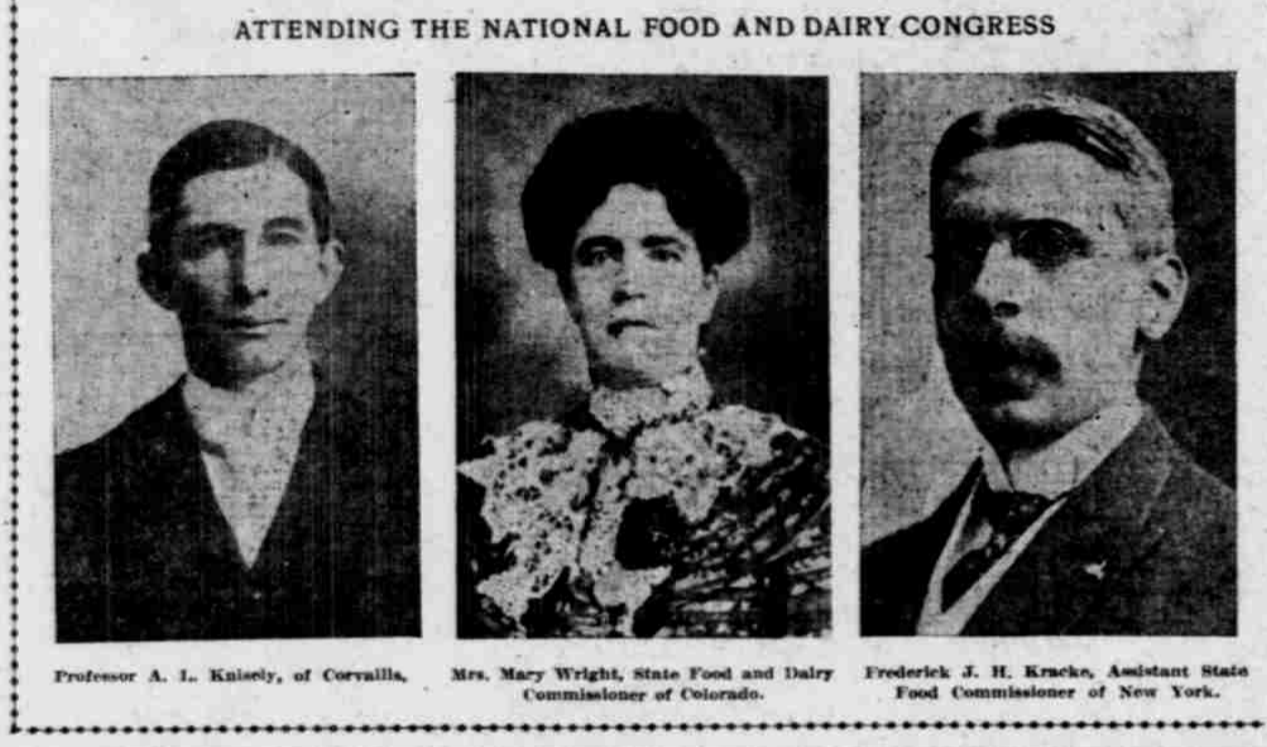 ATTENDING THE NATIONAL FOOD AND DAIRY CONGRESS
Professor A. L. Knisely, of Corvallis,
Mrs. Mary Wright, State Food and Dairy
Commissioner of Colorado.
Frederick J. H. Kracke, Assistant State
Food Commissioner of New York.